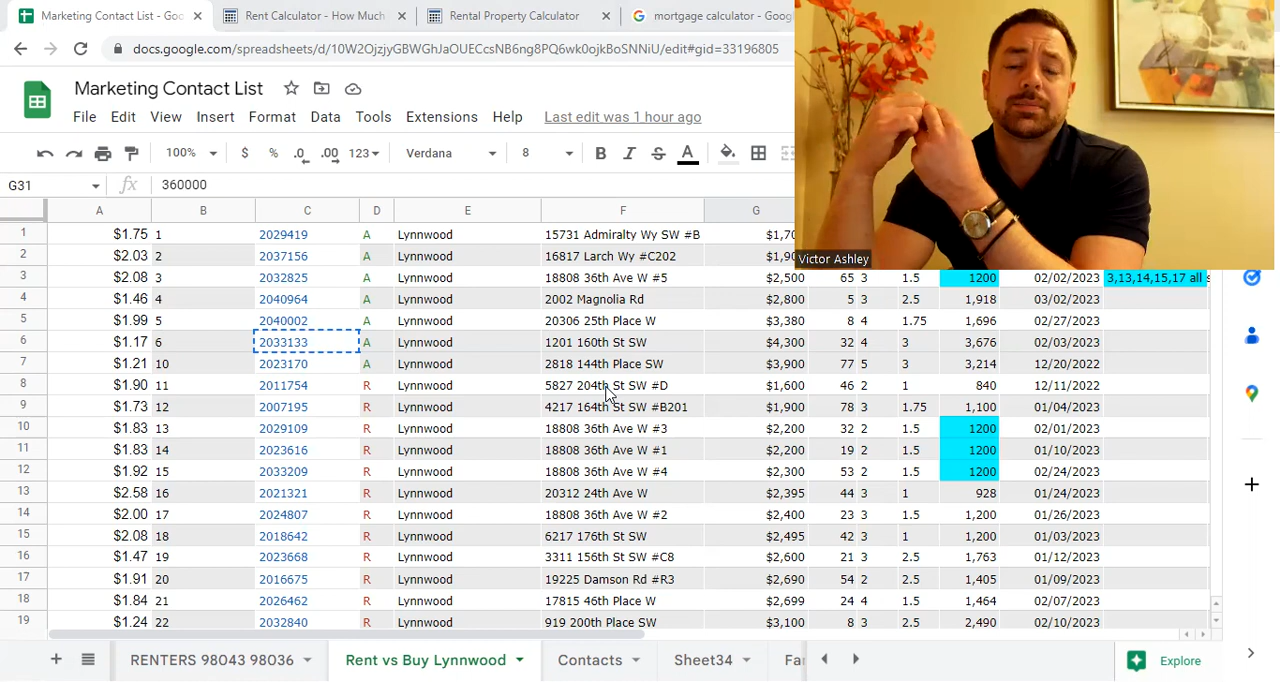 Marketing Contact List - Goo
Rent Calculator - How Much
Rental Property Calculator
mortgage calculator - Goog
docs.google.com/spreadsheets/d/10W2OjzjyGBWGhJaOUECcsNB6ng8PQ6wk0ojkBoSNNiU/edit#gid=33196805
Marketing Contact List
File Edit View Insert Format Data Tools Extensions Help Last edit was 1 hour ago
100% $ % .0 .00 123 Verdana 8 B I S A
G31 fx 360000
A B C D E F G
1 $1.75 1 2029419 A Lynnwood 15731 Admiralty Wy SW #B
2 $2.03 2 2037156 A Lynnwood 16817 Larch Wy #C202
Victor Ashley
3 $2.08 3 2032825 A Lynnwood 18808 36th Ave W #5 $2,500 65 3 1.5 1200 02/02/2023 3,13,14,15,17 all s
4 $1.46 4 2040964 A Lynnwood 2002 Magnolia Rd $2,800 5 3 2.5 1,918 03/02/2023
5 $1.99 5 2040002 A Lynnwood 20306 25th Place W $3,380 8 4 1.75 1,696 02/27/2023
6 $1.17 6 2033133 A Lynnwood 1201 160th St SW $4,300 32 4 3 3,676 02/03/2023
7 $1.21 10 2023170 A Lynnwood 2818 144th Place SW $3,900 77 5 3 3,214 12/20/2022
8 $1.90 11 2011754 R Lynnwood 5827 204th St SW #D $1,600 46 2 1 840 12/11/2022
9 $1.73 12 2007195 R Lynnwood 4217 164th St SW #B201 $1,900 78 3 1.75 1,100 01/04/2023
10 $1.83 13 2029109 R Lynnwood 18808 36th Ave W #3 $2,200 32 2 1.5 1200 02/01/2023
11 $1.83 14 2023616 R Lynnwood 18808 36th Ave W #1 $2,200 19 2 1.5 1200 01/10/2023
12 $1.92 15 2033209 R Lynnwood 18808 36th Ave W #4 $2,300 53 2 1.5 1200 02/24/2023
13 $2.58 16 2021321 R Lynnwood 20312 24th Ave W $2,395 44 3 1 928 01/24/2023
14 $2.00 17 2024807 R Lynnwood 18808 36th Ave W #2 $2,400 23 3 1.5 1,200 01/26/2023
15 $2.08 18 2018642 R Lynnwood 6217 176th St SW $2,495 42 3 1 1,200 01/03/2023
16 $1.47 19 2023668 R Lynnwood 3311 156th St SW #C8 $2,600 21 3 2.5 1,763 01/12/2023
17 $1.91 20 2016675 R Lynnwood 19225 Damson Rd #R3 $2,690 54 2 2.5 1,405 01/09/2023
18 $1.84 21 2026462 R Lynnwood 17815 46th Place W $2,699 24 4 1.5 1,464 02/07/2023
19 $1.24 22 2032840 R Lynnwood 919 200th Place SW $3,100 8 3 2.5 2,490 02/10/2023
RENTERS 98043 98036 Rent vs Buy Lynnwood Contacts Sheet34 Explore